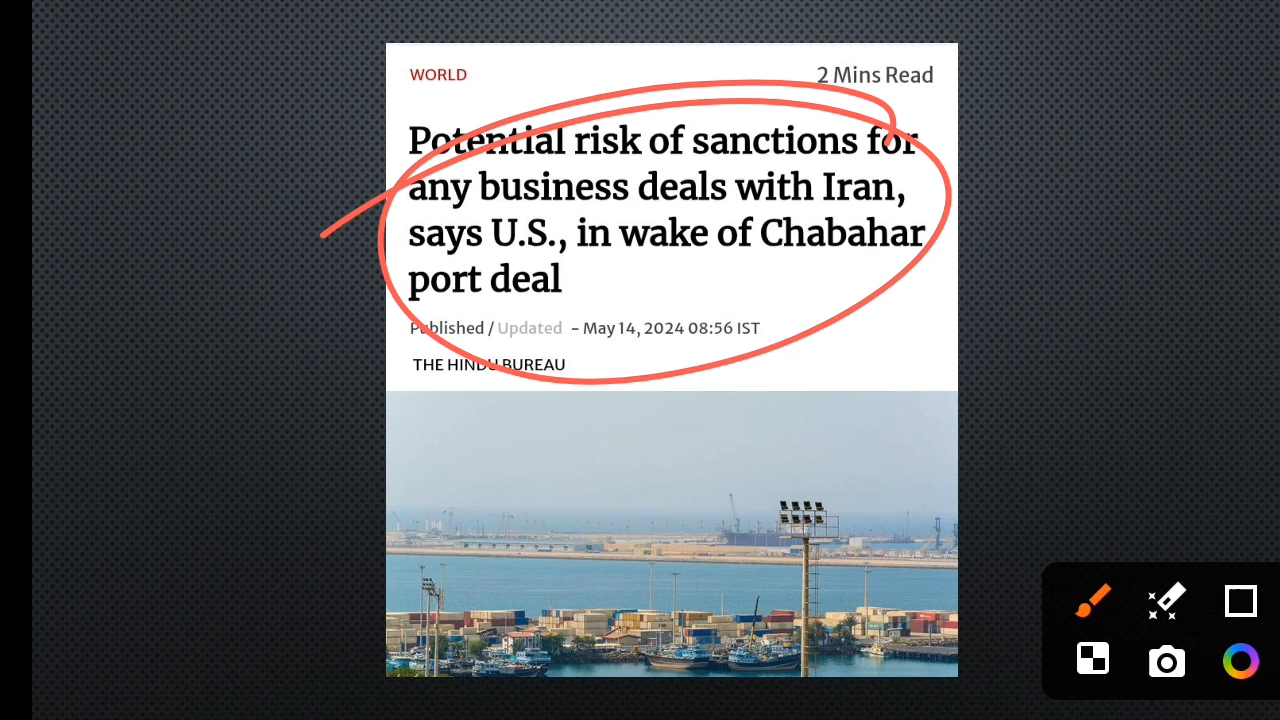 WORLD
2 Mins Read
Potential risk of sanctions for
any business deals with Iran,
says U.S., in wake of Chabahar
port deal
Published / Updated - May 14, 2024 08:56 IST
THE HINDU BUREAU